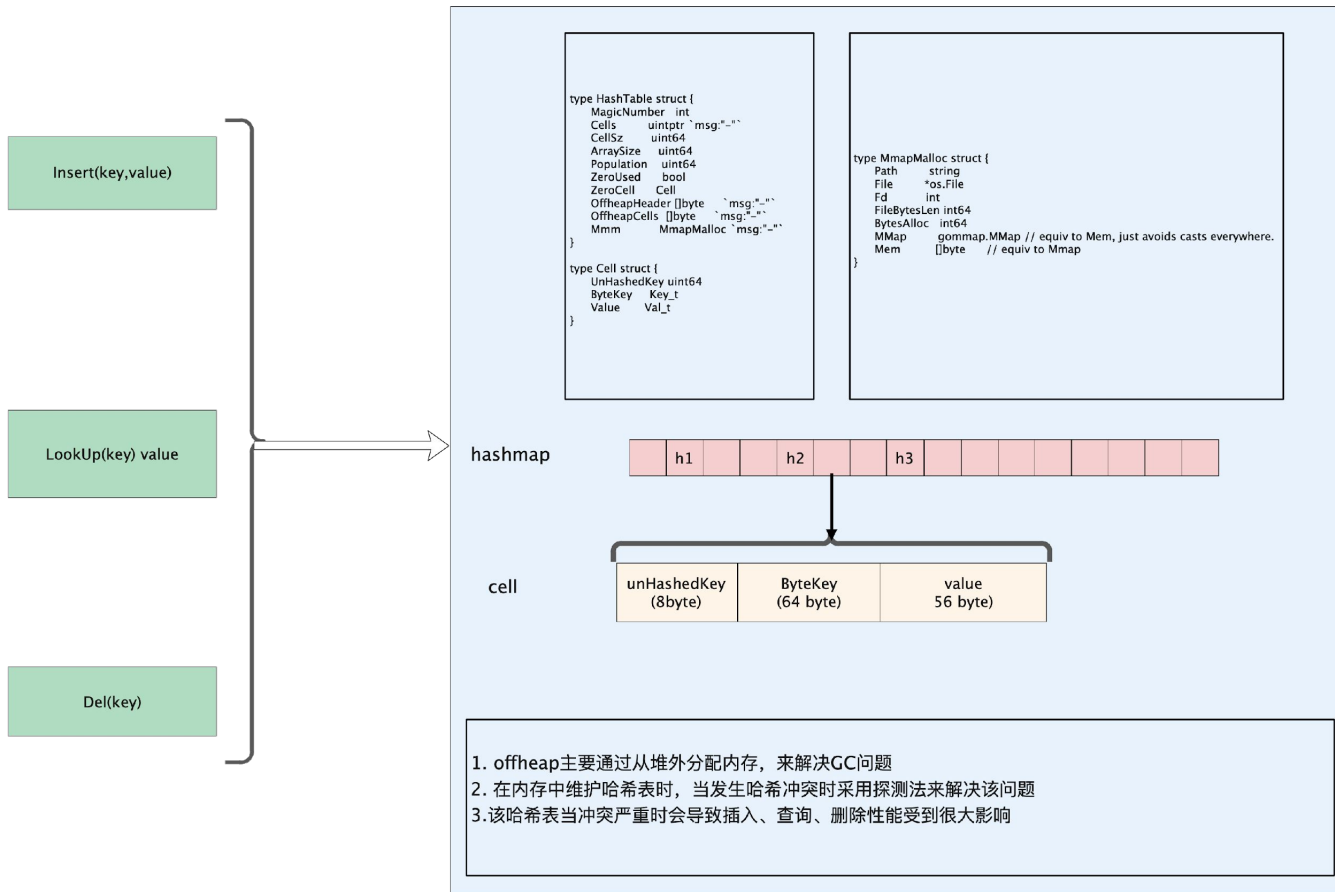 Insert(key,value)
LookUp(key) value
Del(key)
type HashTable struct {
MagicNumber int
Cells uintptr `msg:"-"`
CellSz uint64
ArraySize uint64
Population uint64
ZeroUsed bool
ZeroCell Cell
OffheapHeader []byte `msg:"-"`
OffheapCells []byte `msg:"-"`
Mmm MmapMalloc `msg:"-"`
}
type Cell struct {
UnHashedKey uint64
ByteKey Key_t
Value Val_t
}
type MmapMalloc struct {
Path string
File *os.File
Fd int
FileBytesLen int64
BytesAlloc int64
MMap gommap.MMap // equiv to Mem, just avoids casts everywhere.
Mem []byte // equiv to Mmap
}
hashmap
h1 h2 h3
cell
unHashedKey
(8byte)
ByteKey
(64 byte)
value
56 byte)
1. offheap主要通过从堆外分配内存，来解决GC问题
2. 在内存中维护哈希表时，当发生哈希冲突时采用探测法来解决该问题
3.该哈希表当冲突严重时会导致插入、查询、删除性能受到很大影响